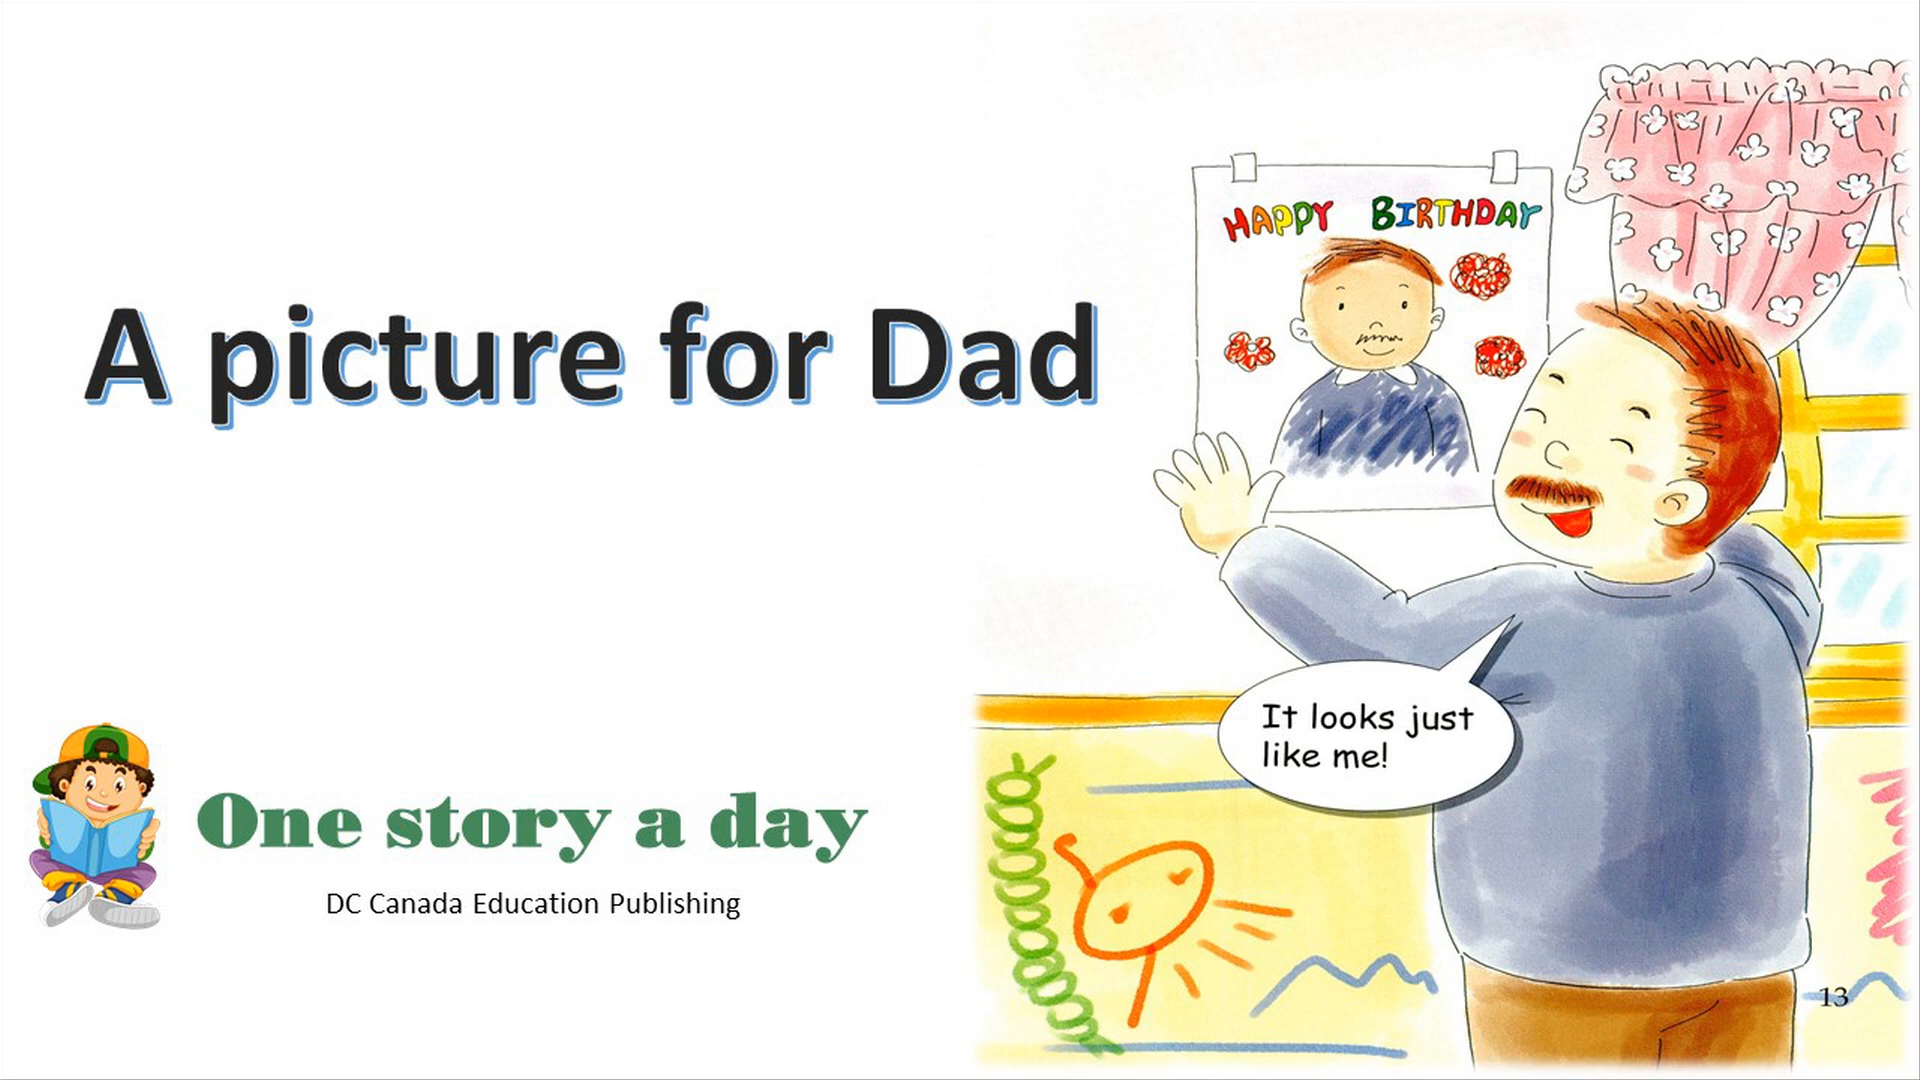 A picture for Dad
One story a day
DC Canada Education Publishing
HAPPY BIRTHDAY
It looks just
like me!
13